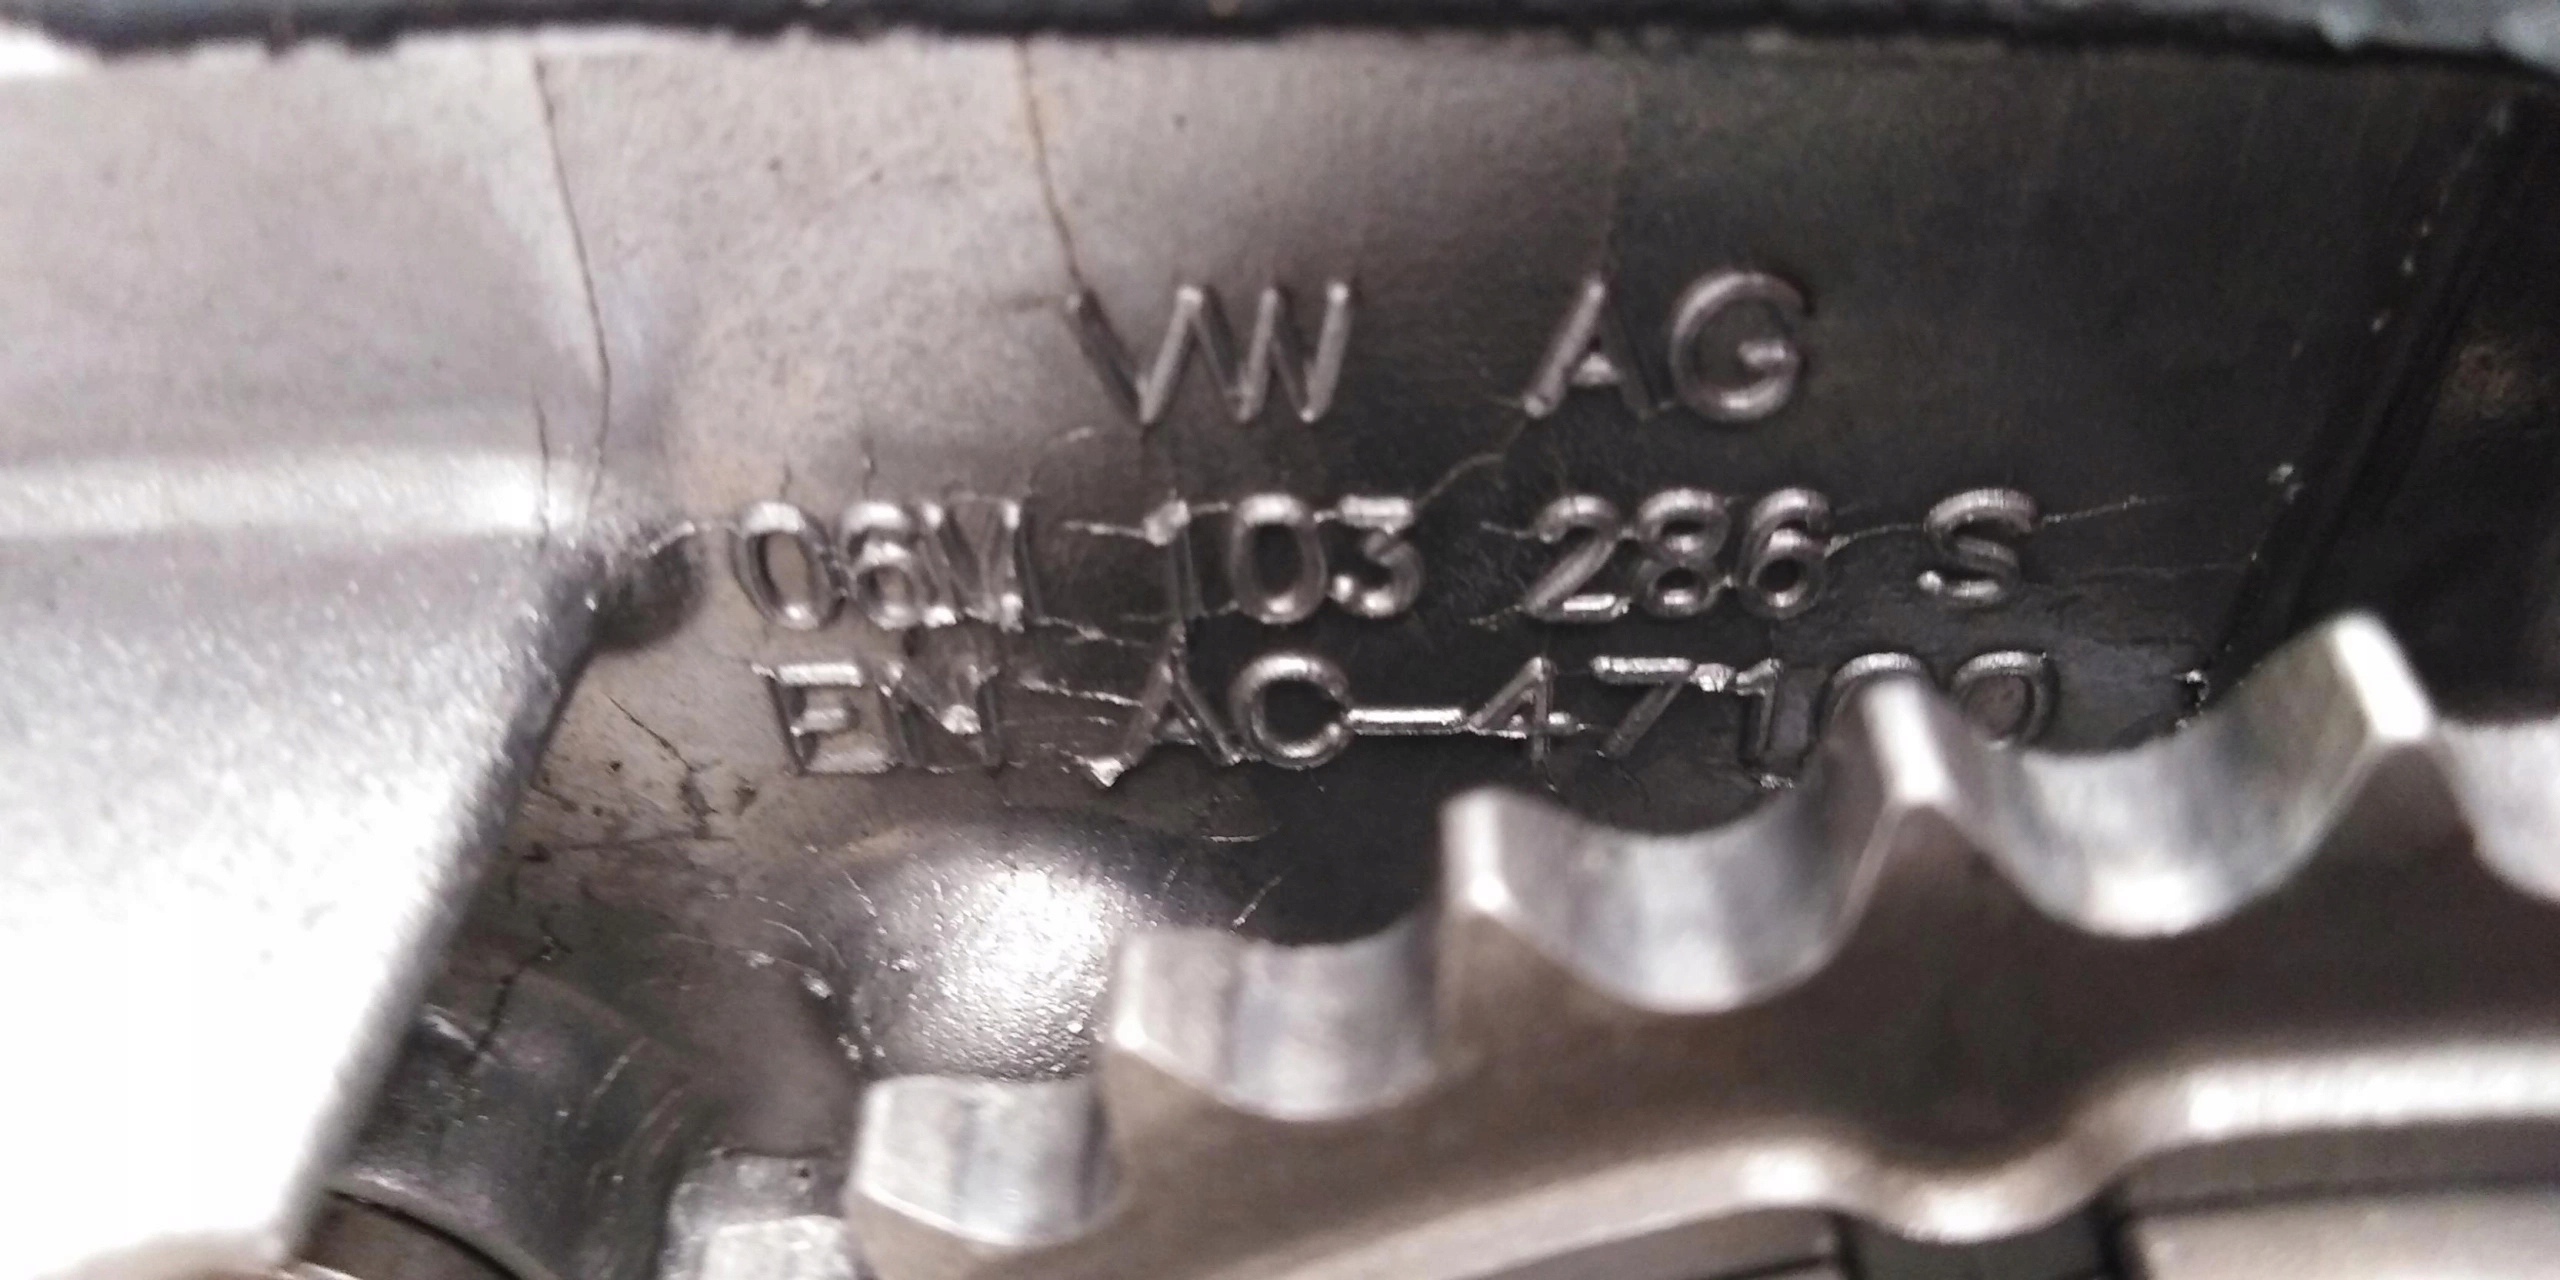 VW AG
06M 103 286 S
EN AC-47100